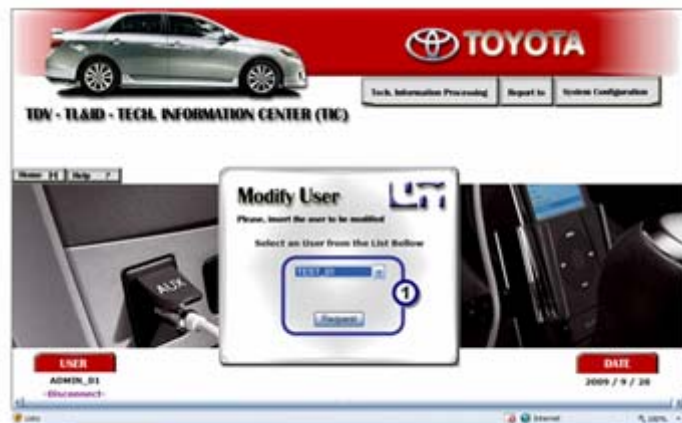 TOYOTA
Tech. Information Processing
Report to
System Configuration
TDV - TL&ID - TECH. INFORMATION CENTER (TIC)
Home H
Help ?
Modify User
Please, insert the user to be modified
Select an User from the List Bellow
TEST_01
1
Request
AUX
USER
ADMIN_01
-Disconnect-
DATE
2009 / 9 / 28
Listo
Internet
100%